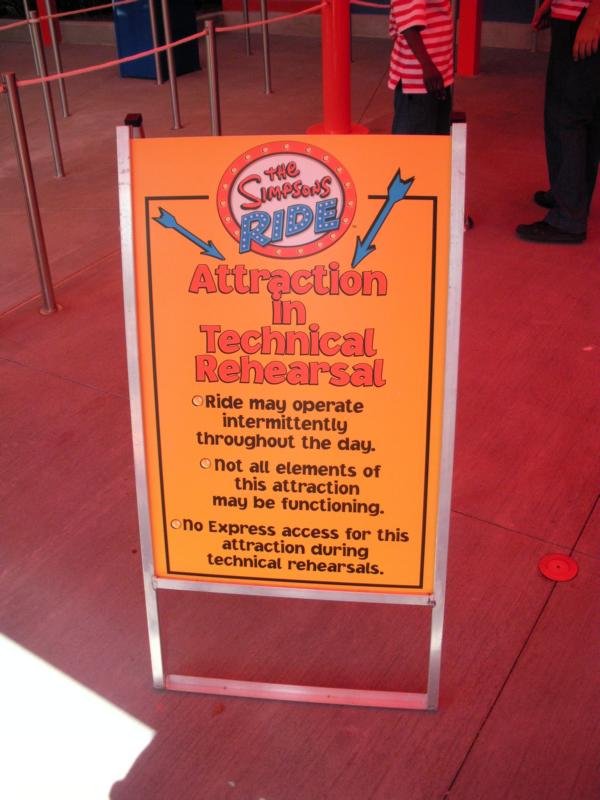 THE
SIMPSONS
RIDE
Attraction
in
Technical
Rehearsal
Ride may operate
intermittently
throughout the day.
Not all elements of
this attraction
may be functioning.
No Express access for this
attraction during
technical rehearsals.